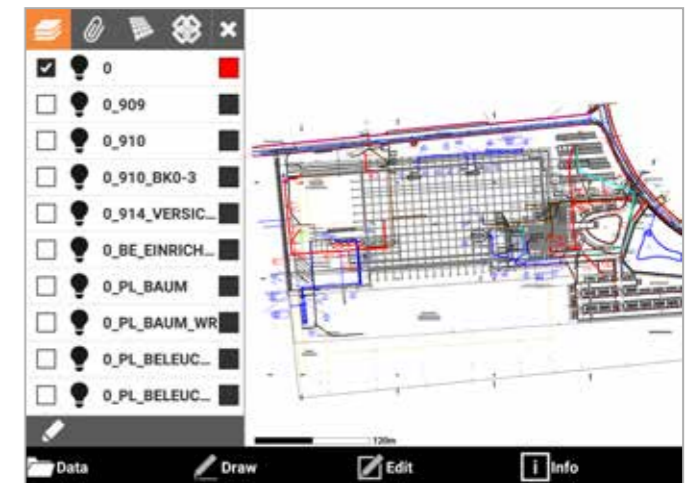 0
0_909
0_910
0_910_BK0-3
0_914_VERSIC...
0_BE_EINRICH...
0_PL_BAUM
0_PL_BAUM_WR
0_PL_BELEUC...
0_PL_BELEUC...
120m
Data
Draw
Edit
i Info